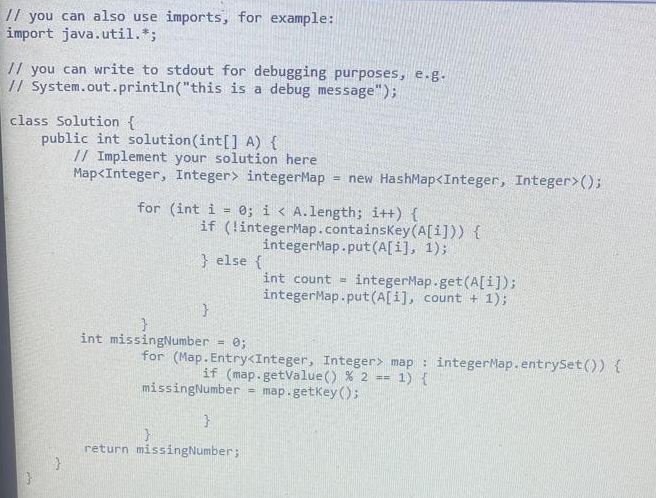 // you can also use imports, for example:
import java.util.*;
// you can write to stdout for debugging purposes, e.g.
// System.out.println("this is a debug message");
class Solution {
public int solution(int[] A) {
// Implement your solution here
Map<Integer, Integer> integerMap = new HashMap<Integer, Integer>();
for (int i = 0; i < A.length; i++) {
if (!integerMap.containsKey(A[i])) {
integerMap.put(A[i], 1);
} else {
int count = integerMap.get(A[i]);
integerMap.put(A[i], count + 1);
}
}
int missingNumber = 0;
for (Map.Entry<Integer, Integer> map : integerMap.entrySet()) {
if (map.getValue() % 2 == 1) {
missingNumber = map.getKey();
}
}
return missingNumber;
}
}